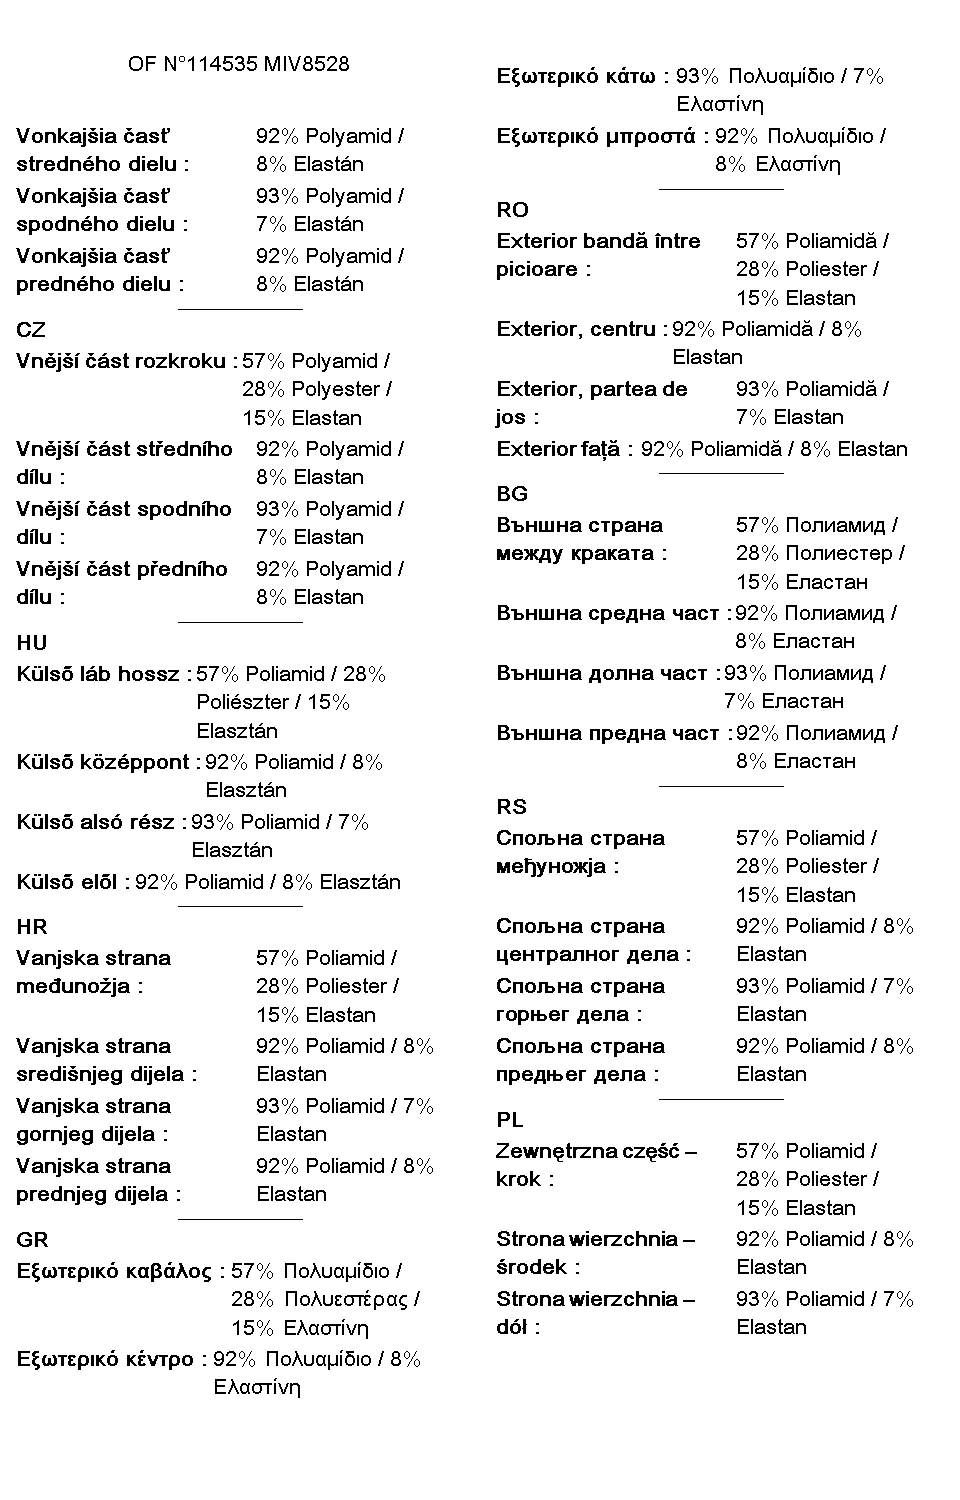 OF N°114535 MIV8528
Vonkajšia časť 92% Polyamid /
stredného dielu : 8% Elastán
Vonkajšia časť 93% Polyamid /
spodného dielu : 7% Elastán
Vonkajšia časť 92% Polyamid /
predného dielu : 8% Elastán
CZ
Vnější část rozkroku : 57% Polyamid /
28% Polyester /
15% Elastan
Vnější část středního 92% Polyamid /
dílu : 8% Elastan
Vnější část spodního 93% Polyamid /
dílu : 7% Elastan
Vnější část předního 92% Polyamid /
dílu : 8% Elastan
HU
Külsõ láb hossz : 57% Poliamid / 28%
Poliészter / 15%
Elasztán
Külsõ középpont : 92% Poliamid / 8%
Elasztán
Külsõ alsó rész : 93% Poliamid / 7%
Elasztán
Külsõ elõl : 92% Poliamid / 8% Elasztán
HR
Vanjska strana 57% Poliamid /
međunožja : 28% Poliester /
15% Elastan
Vanjska strana 92% Poliamid / 8%
središnjeg dijela : Elastan
Vanjska strana 93% Poliamid / 7%
gornjeg dijela : Elastan
Vanjska strana 92% Poliamid / 8%
prednjeg dijela : Elastan
GR
Εξωτερικό καβάλος : 57% Πολυαμίδιο /
28% Πολυεστέρας /
15% Ελαστίνη
Εξωτερικό κέντρο : 92% Πολυαμίδιο / 8%
Ελαστίνη
Εξωτερικό κάτω : 93% Πολυαμίδιο / 7%
Ελαστίνη
Εξωτερικό μπροστά : 92% Πολυαμίδιο /
8% Ελαστίνη
RO
Exterior bandă între 57% Poliamidă /
picioare : 28% Poliester /
15% Elastan
Exterior, centru : 92% Poliamidă / 8%
Elastan
Exterior, partea de 93% Poliamidă /
jos : 7% Elastan
Exterior față : 92% Poliamidă / 8% Elastan
BG
Външна страна 57% Полиамид /
между краката : 28% Полиестер /
15% Еластан
Външна средна част : 92% Полиамид /
8% Еластан
Външна долна част : 93% Полиамид /
7% Еластан
Външна предна част : 92% Полиамид /
8% Еластан
RS
Спољна страна 57% Poliamid /
међуножја : 28% Poliester /
15% Elastan
Спољна страна 92% Poliamid / 8%
централног дела : Elastan
Спољна страна 93% Poliamid / 7%
горњег дела : Elastan
Спољна страна 92% Poliamid / 8%
предњег дела : Elastan
PL
Zewnętrzna część – 57% Poliamid /
krok : 28% Poliester /
15% Elastan
Strona wierzchnia – 92% Poliamid / 8%
środek : Elastan
Strona wierzchnia – 93% Poliamid / 7%
dół : Elastan